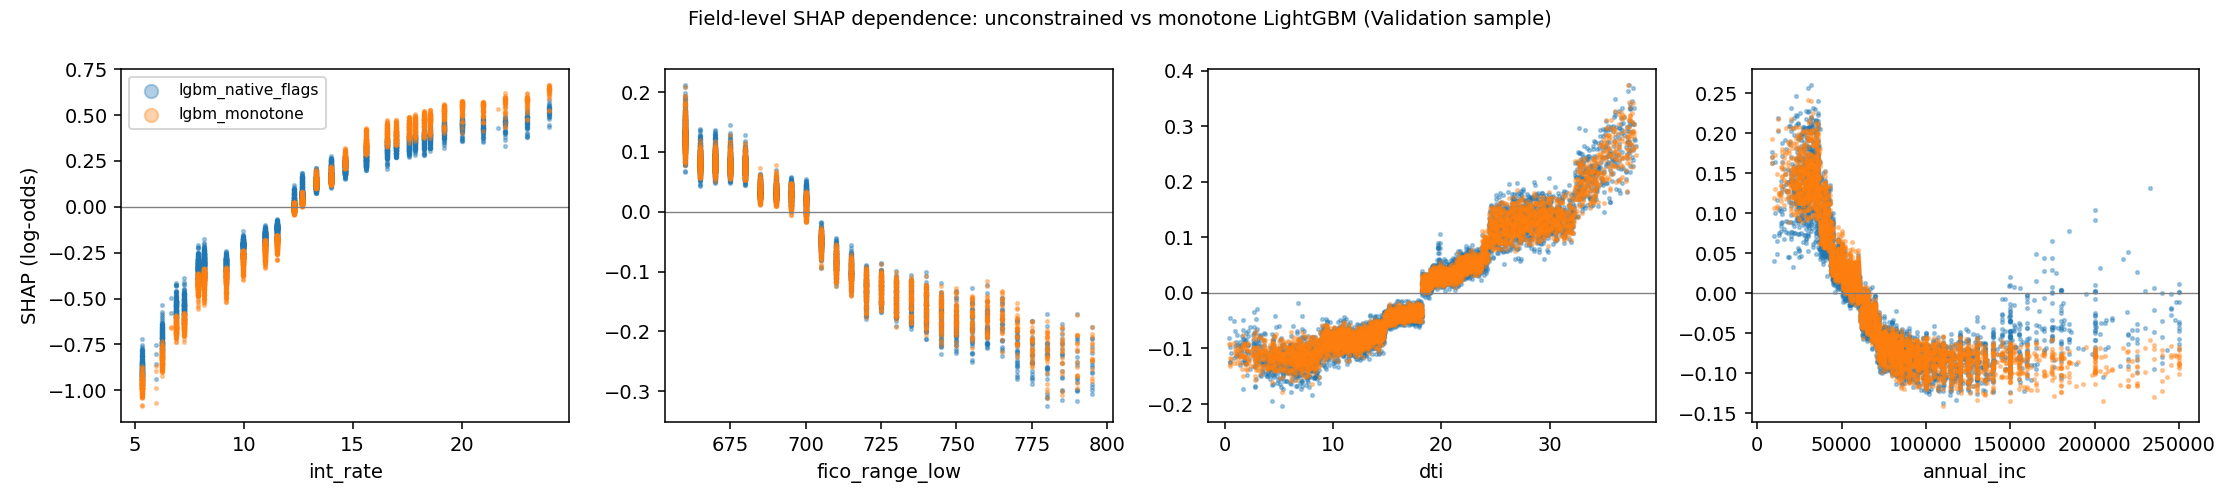 Field-level SHAP dependence: unconstrained vs monotone LightGBM (Validation sample)
SHAP (log-odds)
0.75
0.50
0.25
0.00
−0.25
−0.50
−0.75
−1.00
lgbm_native_flags
lgbm_monotone
5 10 15 20
int_rate
0.2
0.1
0.0
−0.1
−0.2
−0.3
675 700 725 750 775 800
fico_range_low
0.4
0.3
0.2
0.1
0.0
−0.1
−0.2
0 10 20 30
dti
0.25
0.20
0.15
0.10
0.05
0.00
−0.05
−0.10
−0.15
0 50000 100000 150000 200000 250000
annual_inc